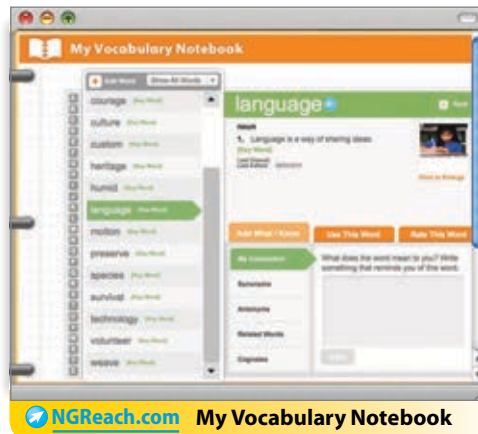 My Vocabulary Notebook
Add Word Show All Words
courage (Key Word)
culture (Key Word)
custom (Key Word)
heritage (Key Word)
humid (Key Word)
language (Key Word)
motion (Key Word)
preserve (Key Word)
species (Key Word)
survival (Key Word)
technology (Key Word)
volunteer (Key Word)
weave (Key Word)
language
noun
1. Language is a way of sharing ideas.
(Key Word)
Click to Enlarge
Add What I Know Use This Word Rate This Word
My Connection
Synonyms
Antonyms
Related Words
Cognates
What does the word mean to you? Write
something that reminds you of this word.
NGReach.com My Vocabulary Notebook